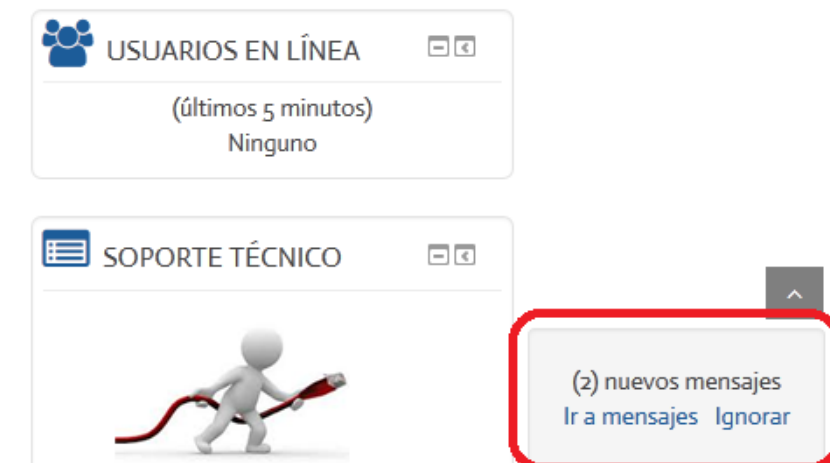 USUARIOS EN LÍNEA
(últimos 5 minutos)
Ninguno
SOPORTE TÉCNICO
(2) nuevos mensajes
Ir a mensajes Ignorar